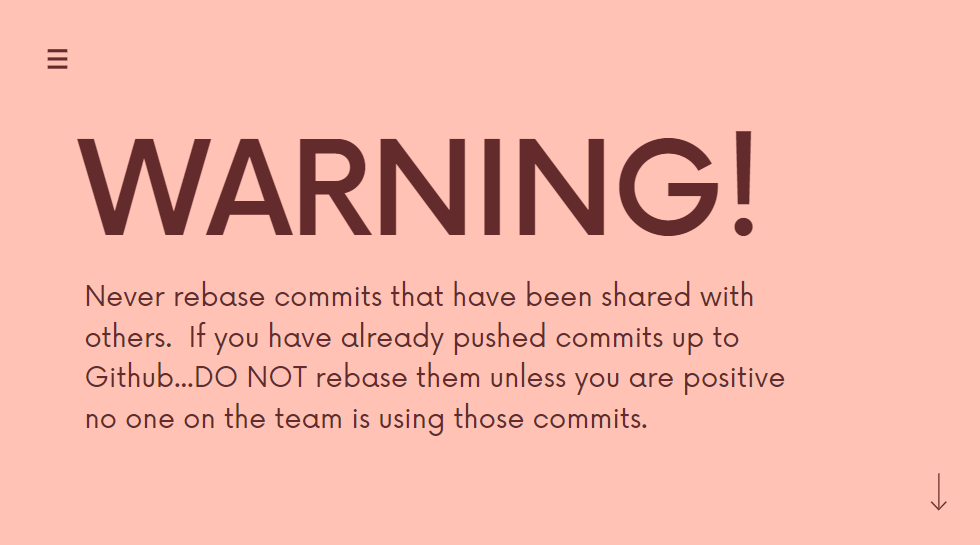 WARNING!
Never rebase commits that have been shared with
others.  If you have already pushed commits up to
Github...DO NOT rebase them unless you are positive
no one on the team is using those commits.